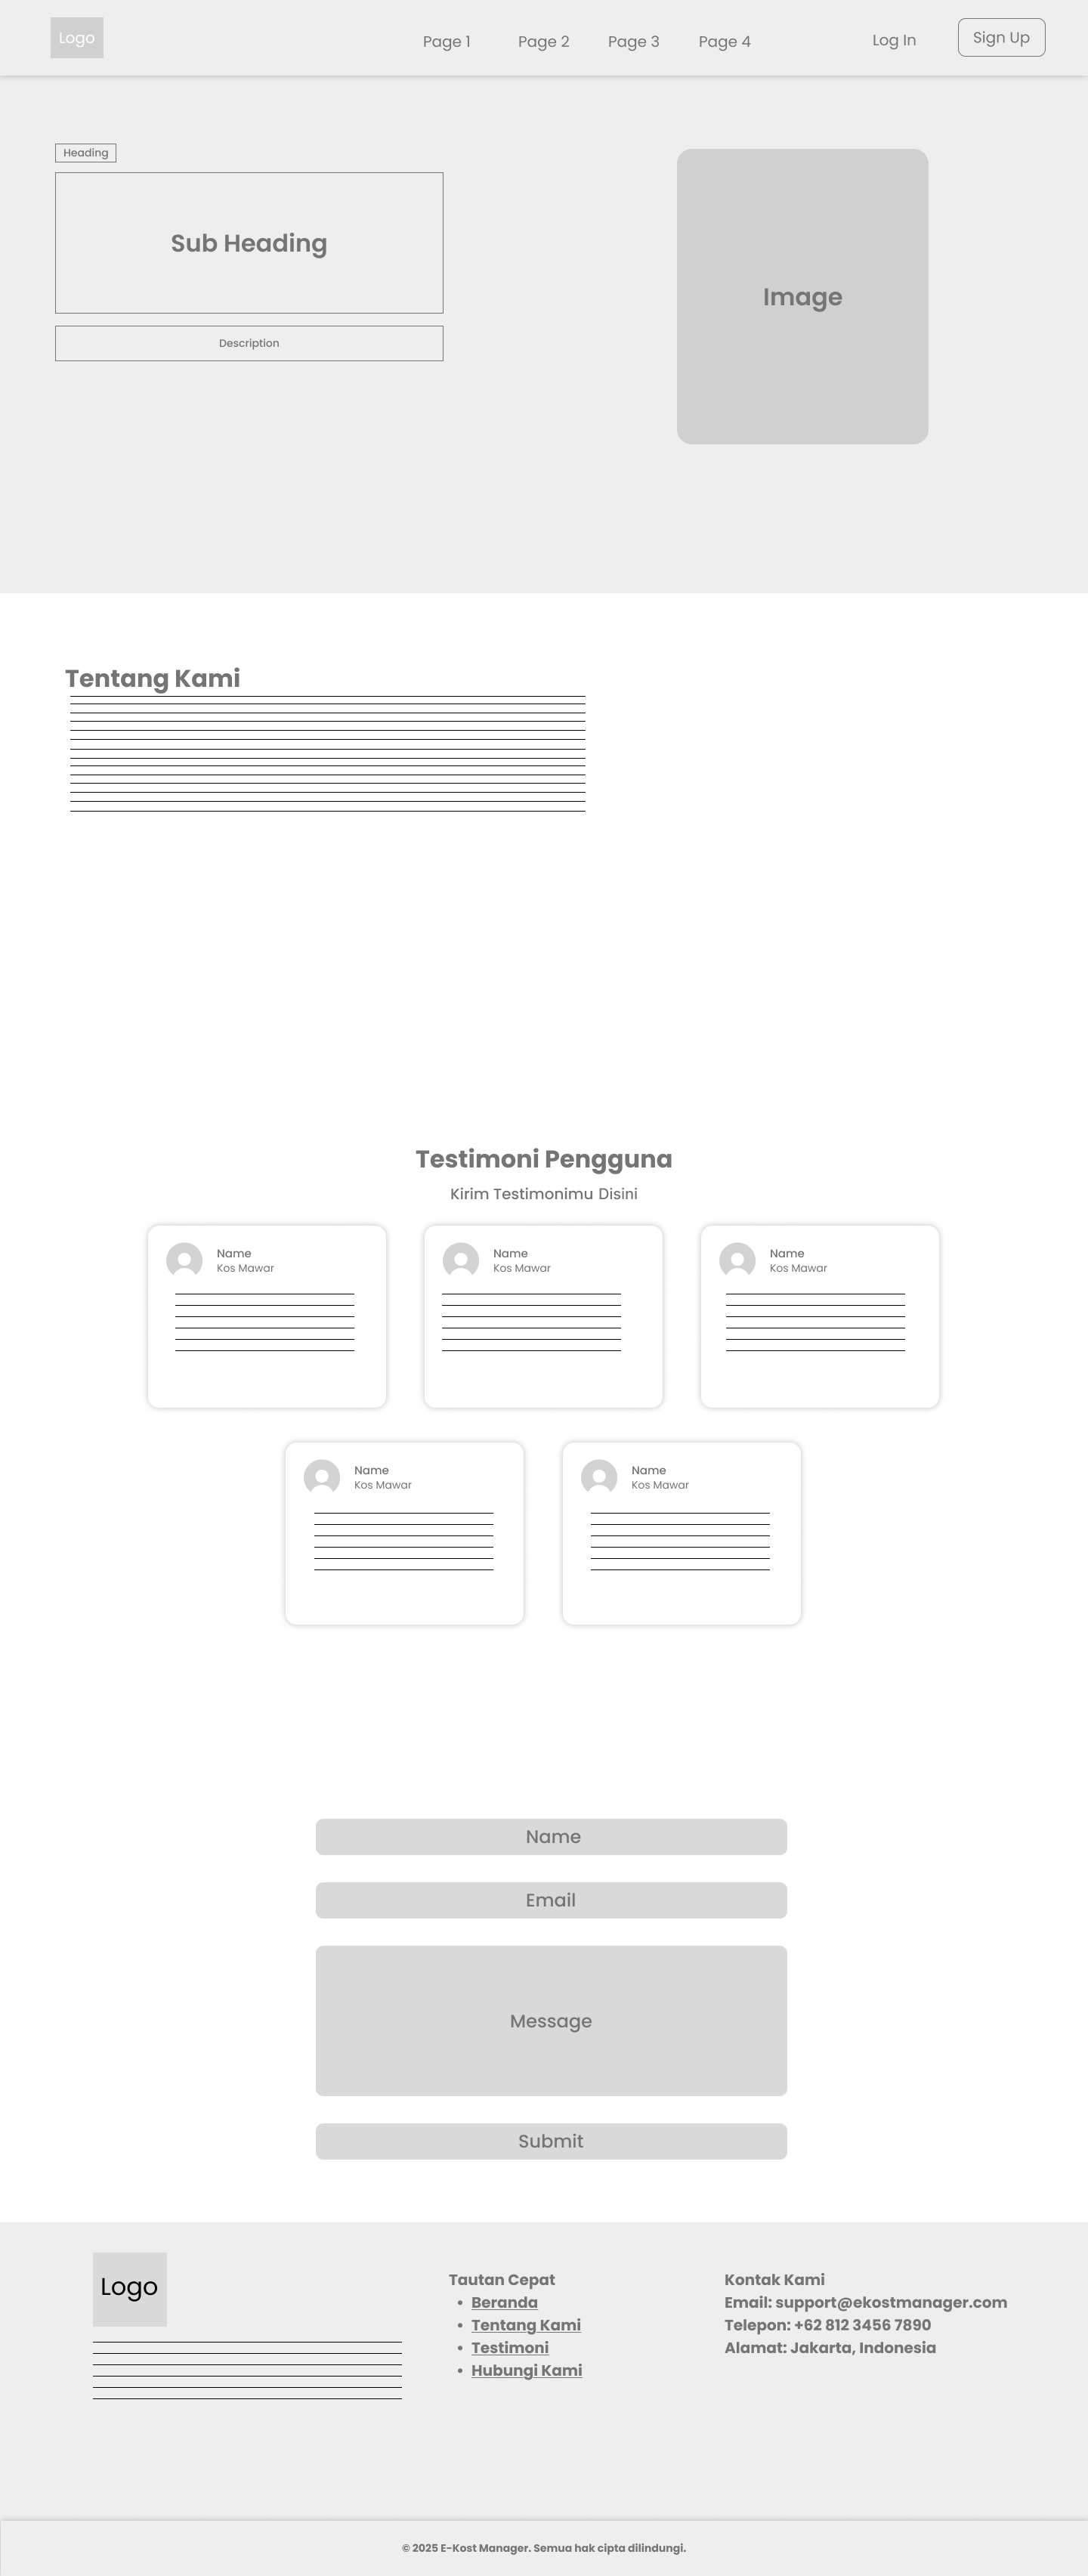 Logo
Page 1
Page 2
Page 3
Page 4
Log In
Sign Up
Heading
Sub Heading
Description
Image
Tentang Kami
Testimoni Pengguna
Kirim Testimonimu Disini
Name
Kos Mawar
Name
Kos Mawar
Name
Kos Mawar
Name
Kos Mawar
Name
Kos Mawar
Name
Email
Message
Submit
Logo
Tautan Cepat
• Beranda
• Tentang Kami
• Testimoni
• Hubungi Kami
Kontak Kami
Email: support@ekostmanager.com
Telepon: +62 812 3456 7890
Alamat: Jakarta, Indonesia
© 2025 E-Kost Manager. Semua hak cipta dilindungi.